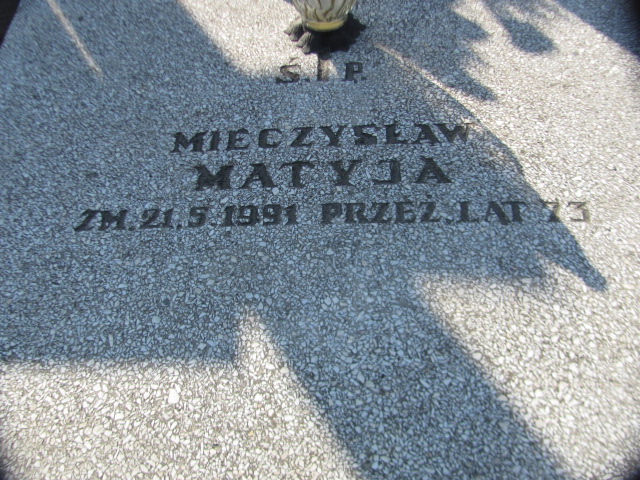 Ś. I P.
MIECZYSŁAW
MATYJA
ZM. 21.5.1991 PRZEŻ. LAT 73